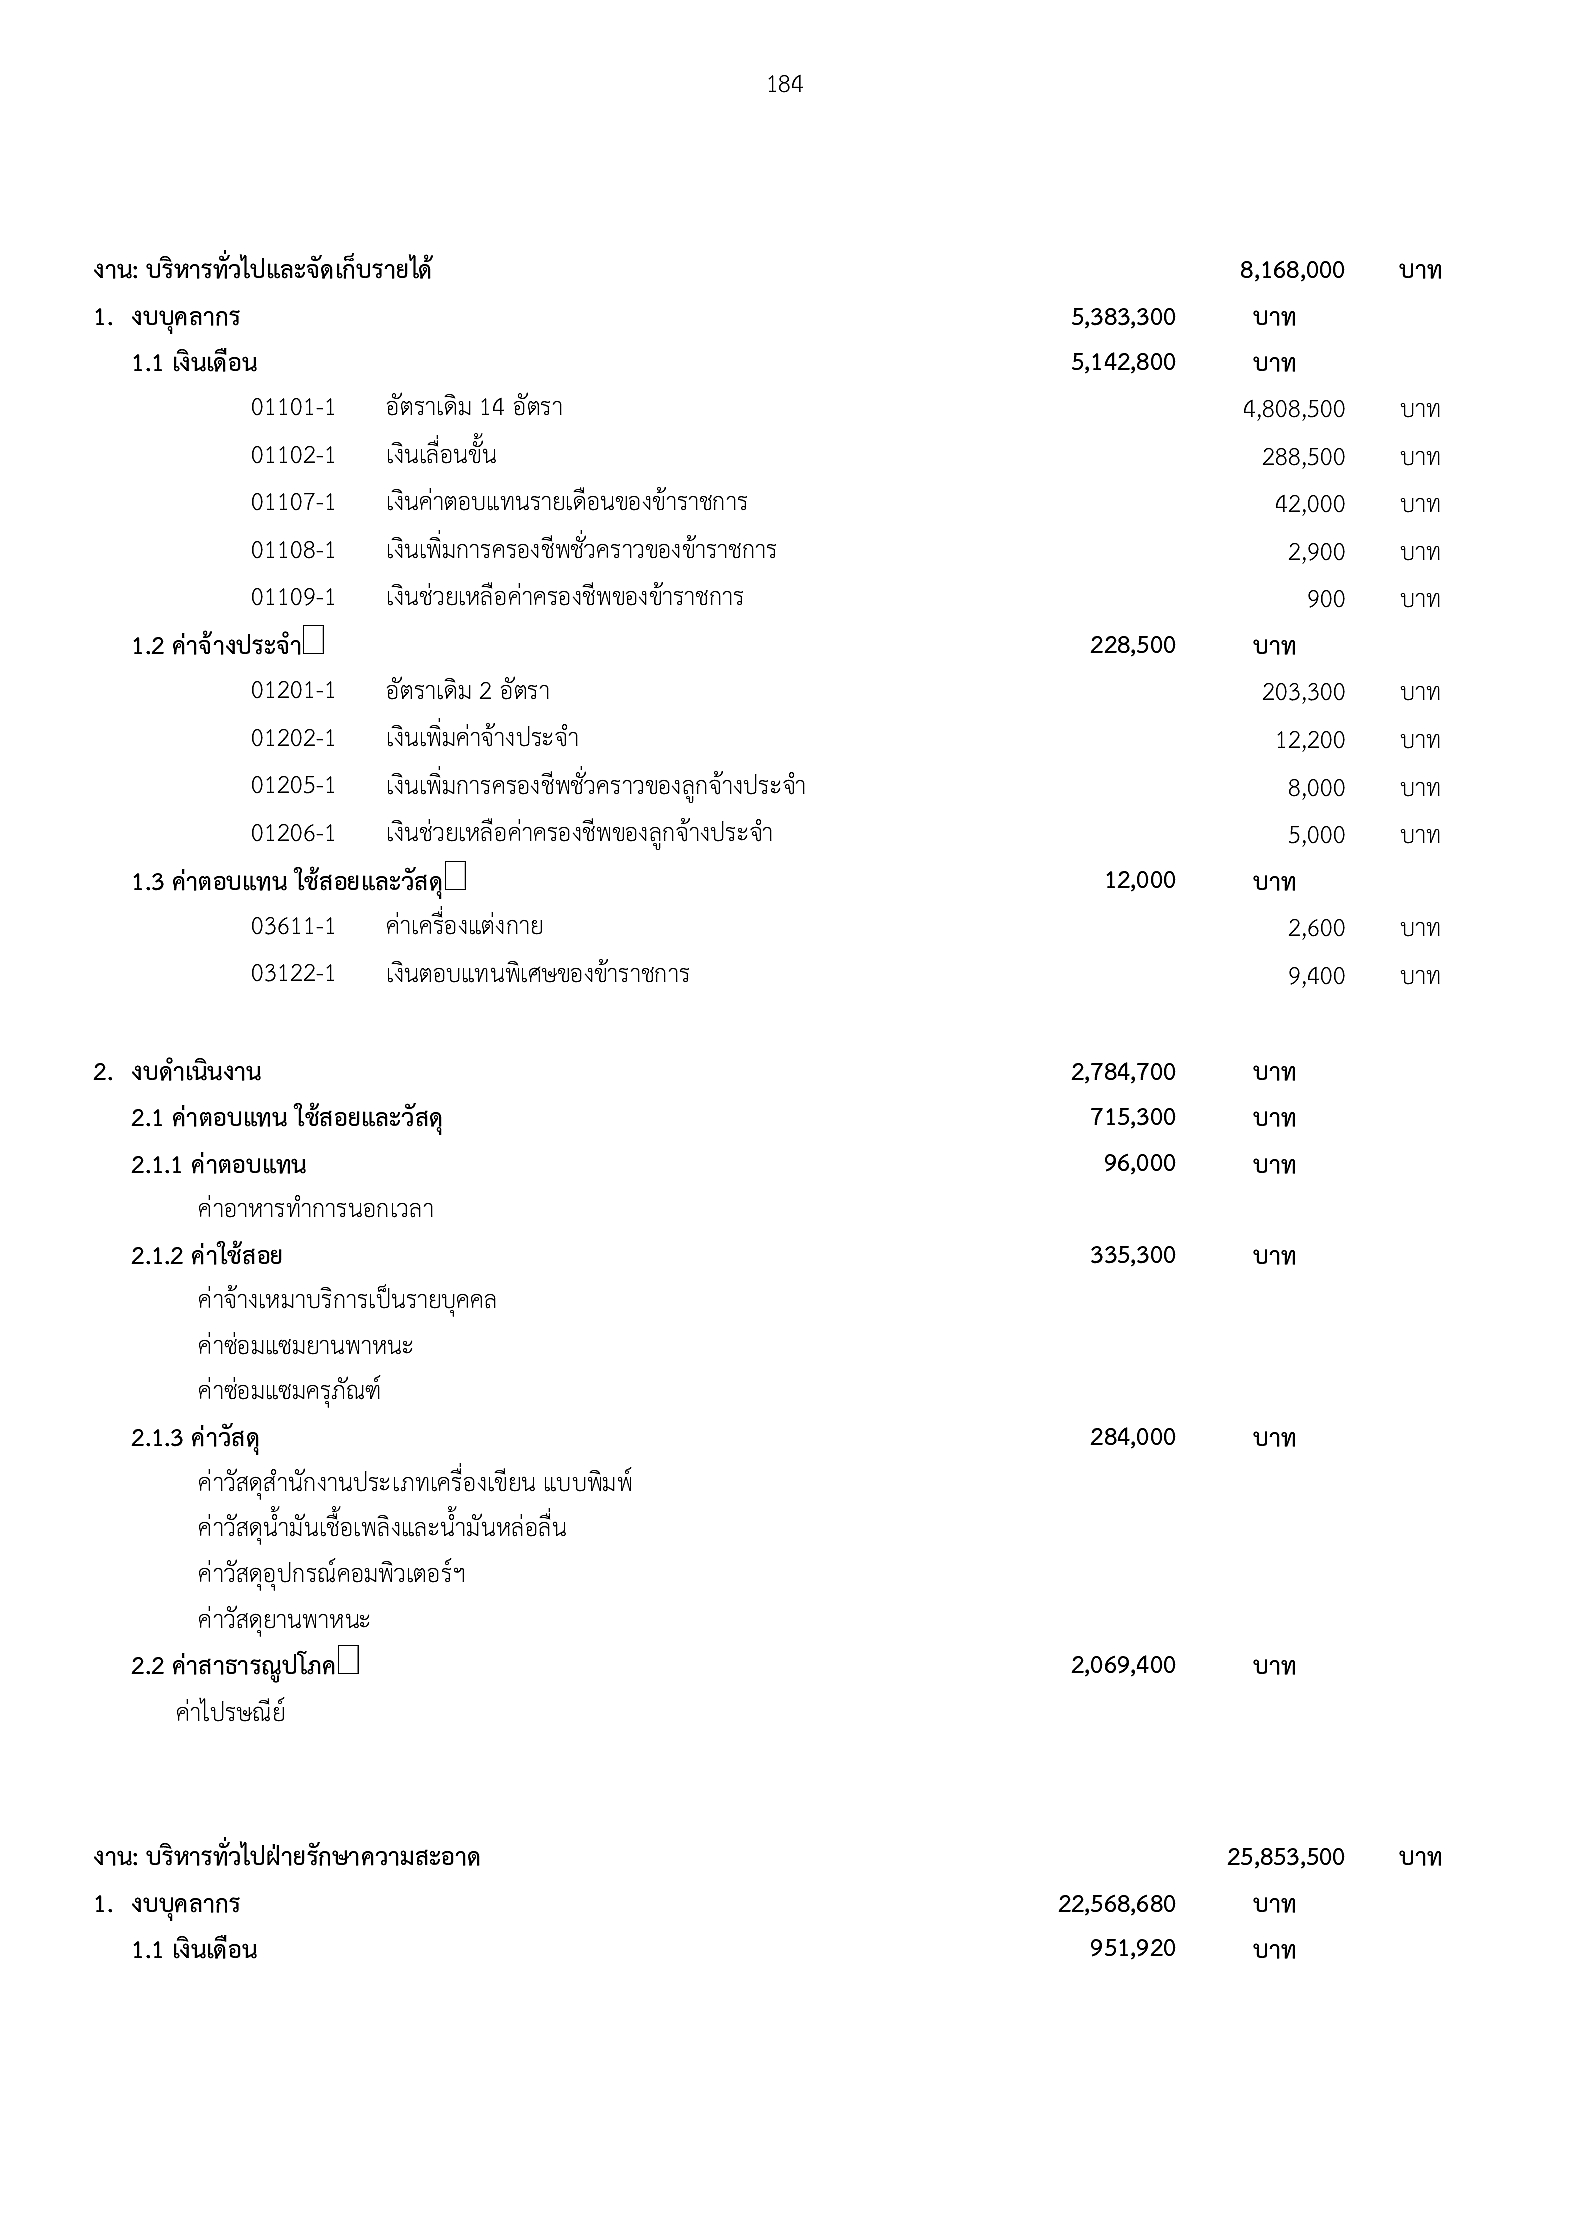 184
งาน: บริหารทั่วไปและจัดเก็บรายได้ 8,168,000 บาท
1. งบบุคลากร 5,383,300 บาท
1.1 เงินเดือน 5,142,800 บาท
01101-1 อัตราเดิม 14 อัตรา 4,808,500 บาท
01102-1 เงินเลื่อนขั้น 288,500 บาท
01107-1 เงินค่าตอบแทนรายเดือนของข้าราชการ 42,000 บาท
01108-1 เงินเพิ่มการครองชีพชั่วคราวของข้าราชการ 2,900 บาท
01109-1 เงินช่วยเหลือค่าครองชีพของข้าราชการ 900 บาท
1.2 ค่าจ้างประจำ 228,500 บาท
01201-1 อัตราเดิม 2 อัตรา 203,300 บาท
01202-1 เงินเพิ่มค่าจ้างประจำ 12,200 บาท
01205-1 เงินเพิ่มการครองชีพชั่วคราวของลูกจ้างประจำ 8,000 บาท
01206-1 เงินช่วยเหลือค่าครองชีพของลูกจ้างประจำ 5,000 บาท
1.3 ค่าตอบแทน ใช้สอยและวัสดุ 12,000 บาท
03611-1 ค่าเครื่องแต่งกาย 2,600 บาท
03122-1 เงินตอบแทนพิเศษของข้าราชการ 9,400 บาท
2. งบดำเนินงาน 2,784,700 บาท
2.1 ค่าตอบแทน ใช้สอยและวัสดุ 715,300 บาท
2.1.1 ค่าตอบแทน 96,000 บาท
ค่าอาหารทำการนอกเวลา
2.1.2 ค่าใช้สอย 335,300 บาท
ค่าจ้างเหมาบริการเป็นรายบุคคล
ค่าซ่อมแซมยานพาหนะ
ค่าซ่อมแซมครุภัณฑ์
2.1.3 ค่าวัสดุ 284,000 บาท
ค่าวัสดุสำนักงานประเภทเครื่องเขียน แบบพิมพ์
ค่าวัสดุน้ำมันเชื้อเพลิงและน้ำมันหล่อลื่น
ค่าวัสดุอุปกรณ์คอมพิวเตอร์ฯ
ค่าวัสดุยานพาหนะ
2.2 ค่าสาธารณูปโภค 2,069,400 บาท
ค่าไปรษณีย์
งาน: บริหารทั่วไปฝ่ายรักษาความสะอาด 25,853,500 บาท
1. งบบุคลากร 22,568,680 บาท
1.1 เงินเดือน 951,920 บาท